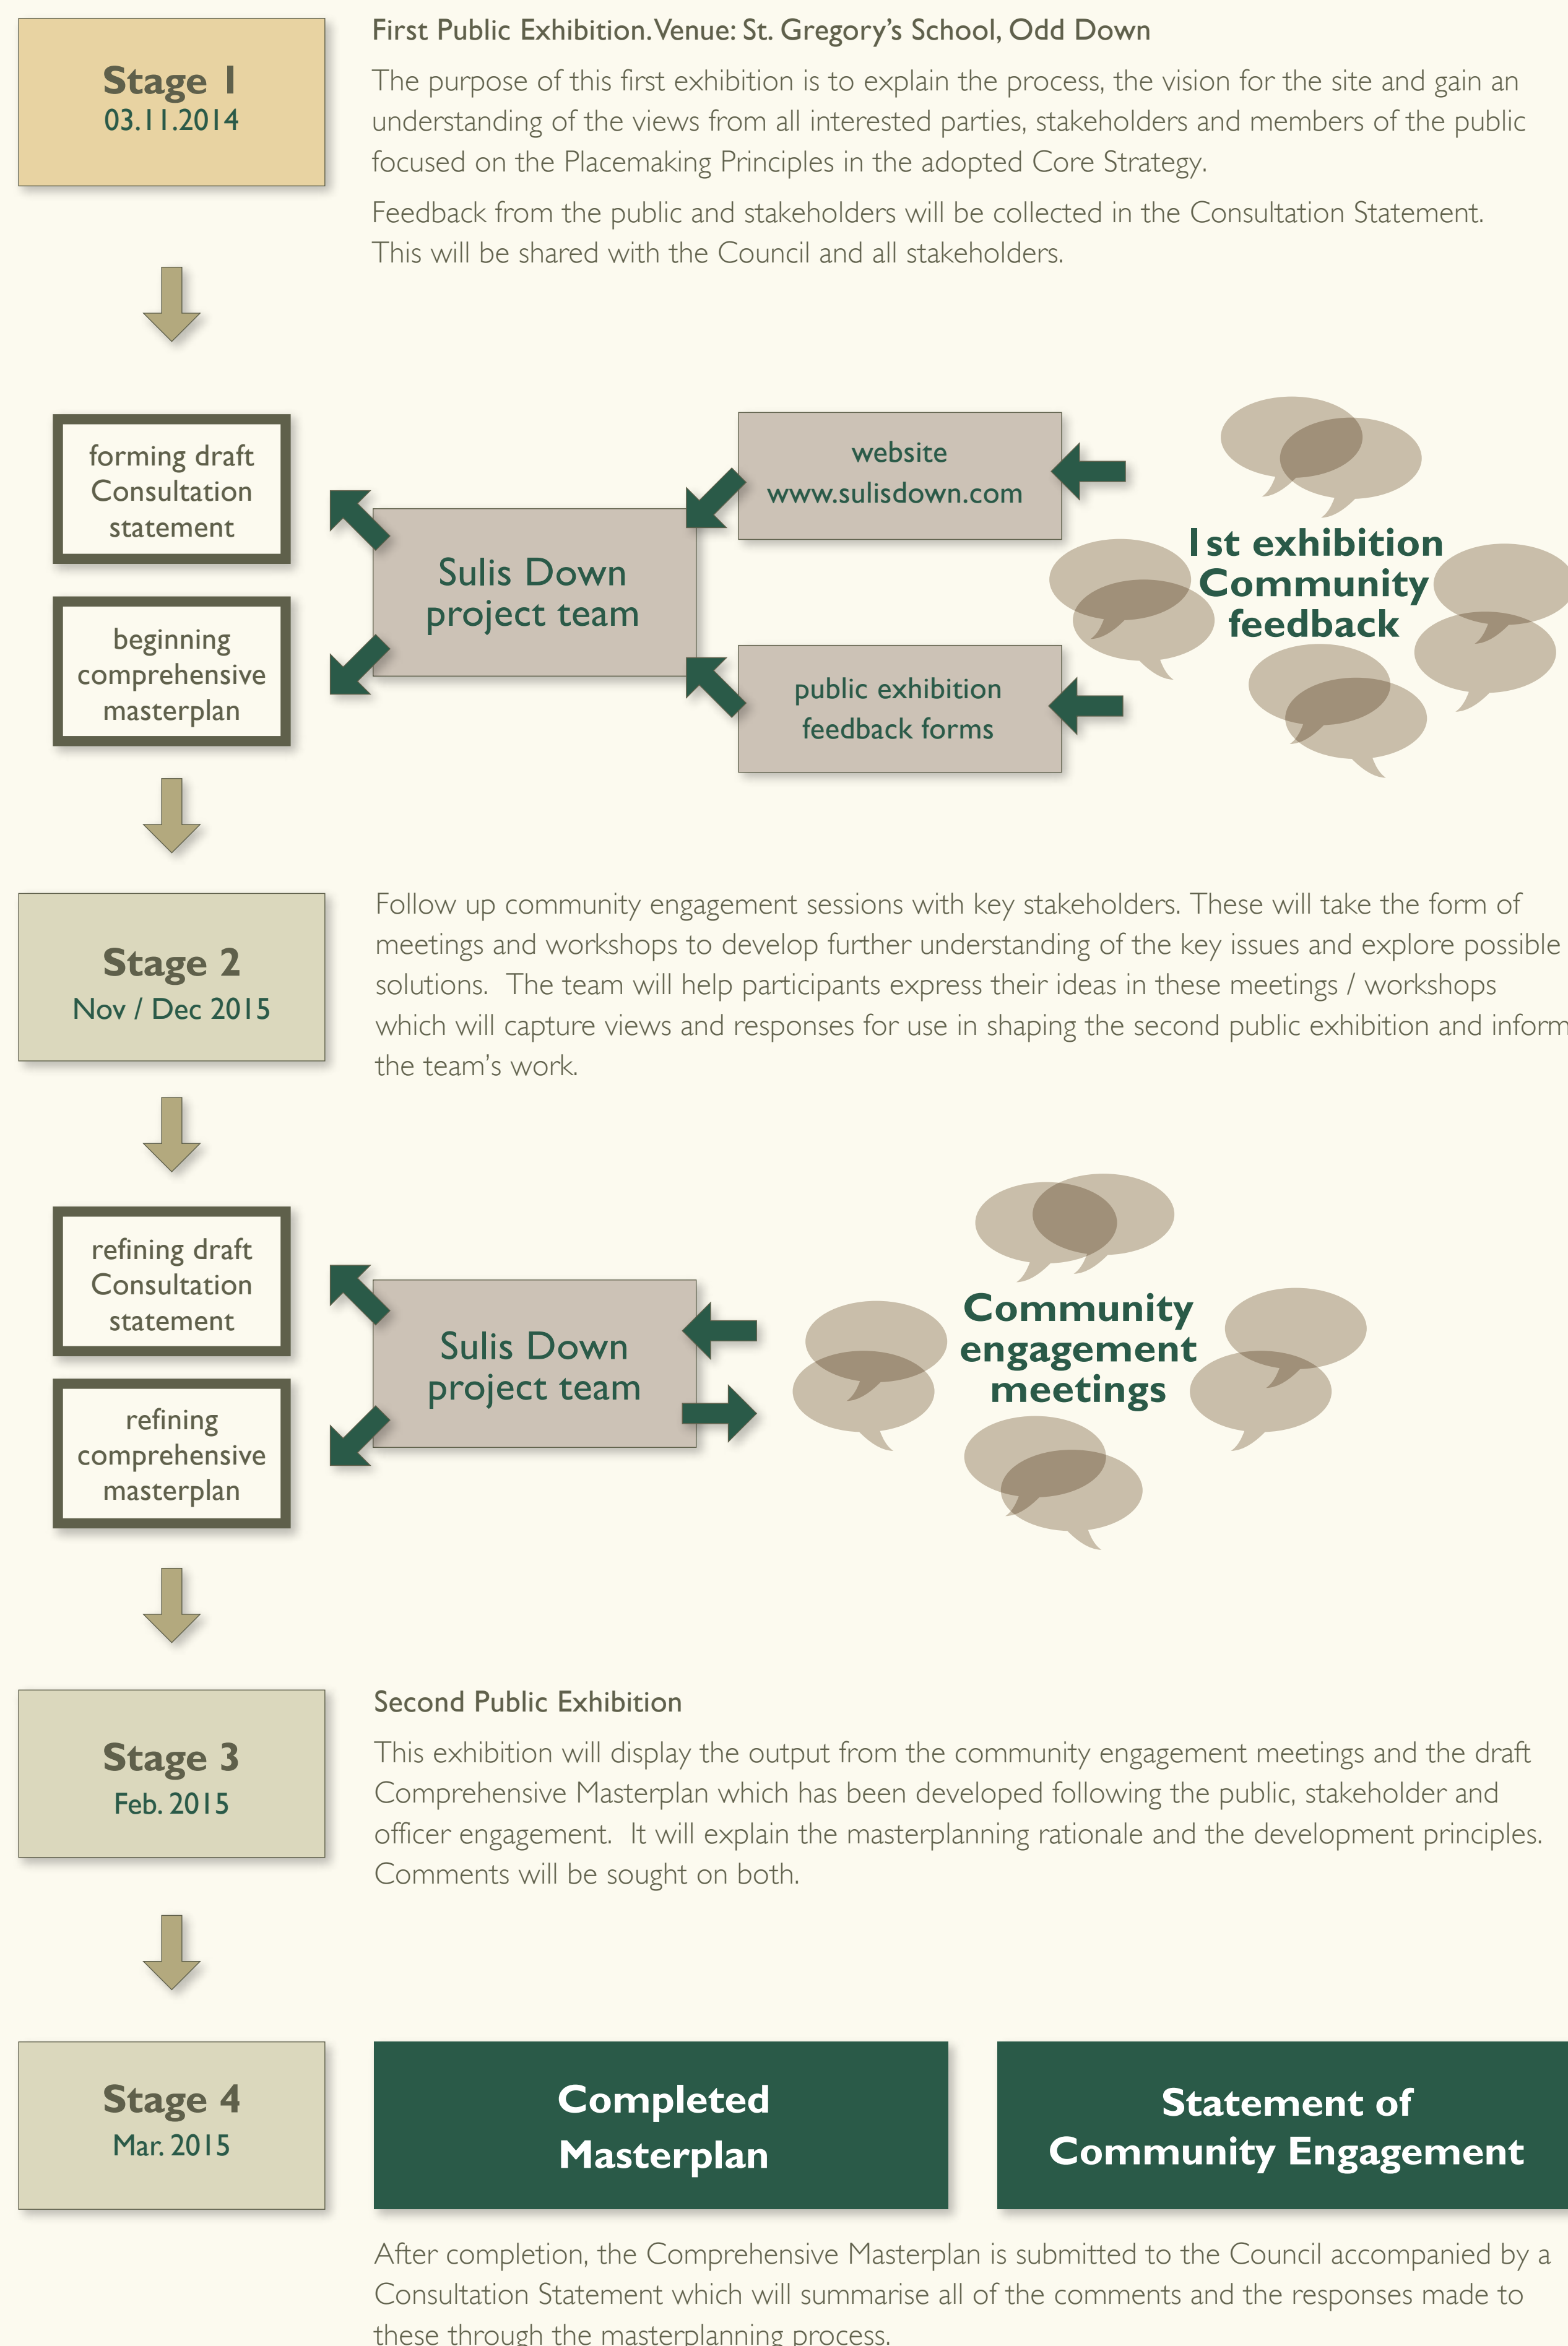 Stage 1
03.11.2014
First Public Exhibition. Venue: St. Gregory’s School, Odd Down
The purpose of this first exhibition is to explain the process, the vision for the site and gain an
understanding of the views from all interested parties, stakeholders and members of the public
focused on the Placemaking Principles in the adopted Core Strategy.
Feedback from the public and stakeholders will be collected in the Consultation Statement.
This will be shared with the Council and all stakeholders.
forming draft
Consultation
statement
beginning
comprehensive
masterplan
Sulis Down
project team
website
www.sulisdown.com
public exhibition
feedback forms
1st exhibition
Community
feedback
Stage 2
Nov / Dec 2015
Follow up community engagement sessions with key stakeholders. These will take the form of
meetings and workshops to develop further understanding of the key issues and explore possible
solutions.  The team will help participants express their ideas in these meetings / workshops
which will capture views and responses for use in shaping the second public exhibition and inform
the team’s work.
refining draft
Consultation
statement
refining
comprehensive
masterplan
Sulis Down
project team
Community
engagement
meetings
Stage 3
Feb. 2015
Second Public Exhibition
This exhibition will display the output from the community engagement meetings and the draft
Comprehensive Masterplan which has been developed following the public, stakeholder and
officer engagement.  It will explain the masterplanning rationale and the development principles.
Comments will be sought on both.
Stage 4
Mar. 2015
Completed
Masterplan
Statement of
Community Engagement
After completion, the Comprehensive Masterplan is submitted to the Council accompanied by a
Consultation Statement which will summarise all of the comments and the responses made to
these through the masterplanning process.